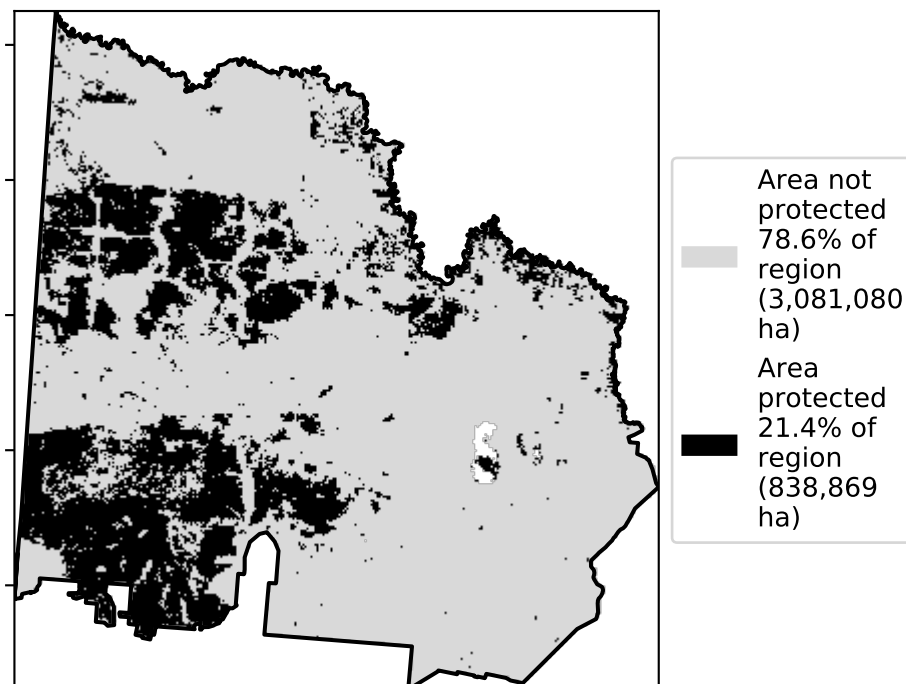 Area not
protected
78.6% of
region
(3,081,080
ha)
Area
protected
21.4% of
region
(838,869
ha)